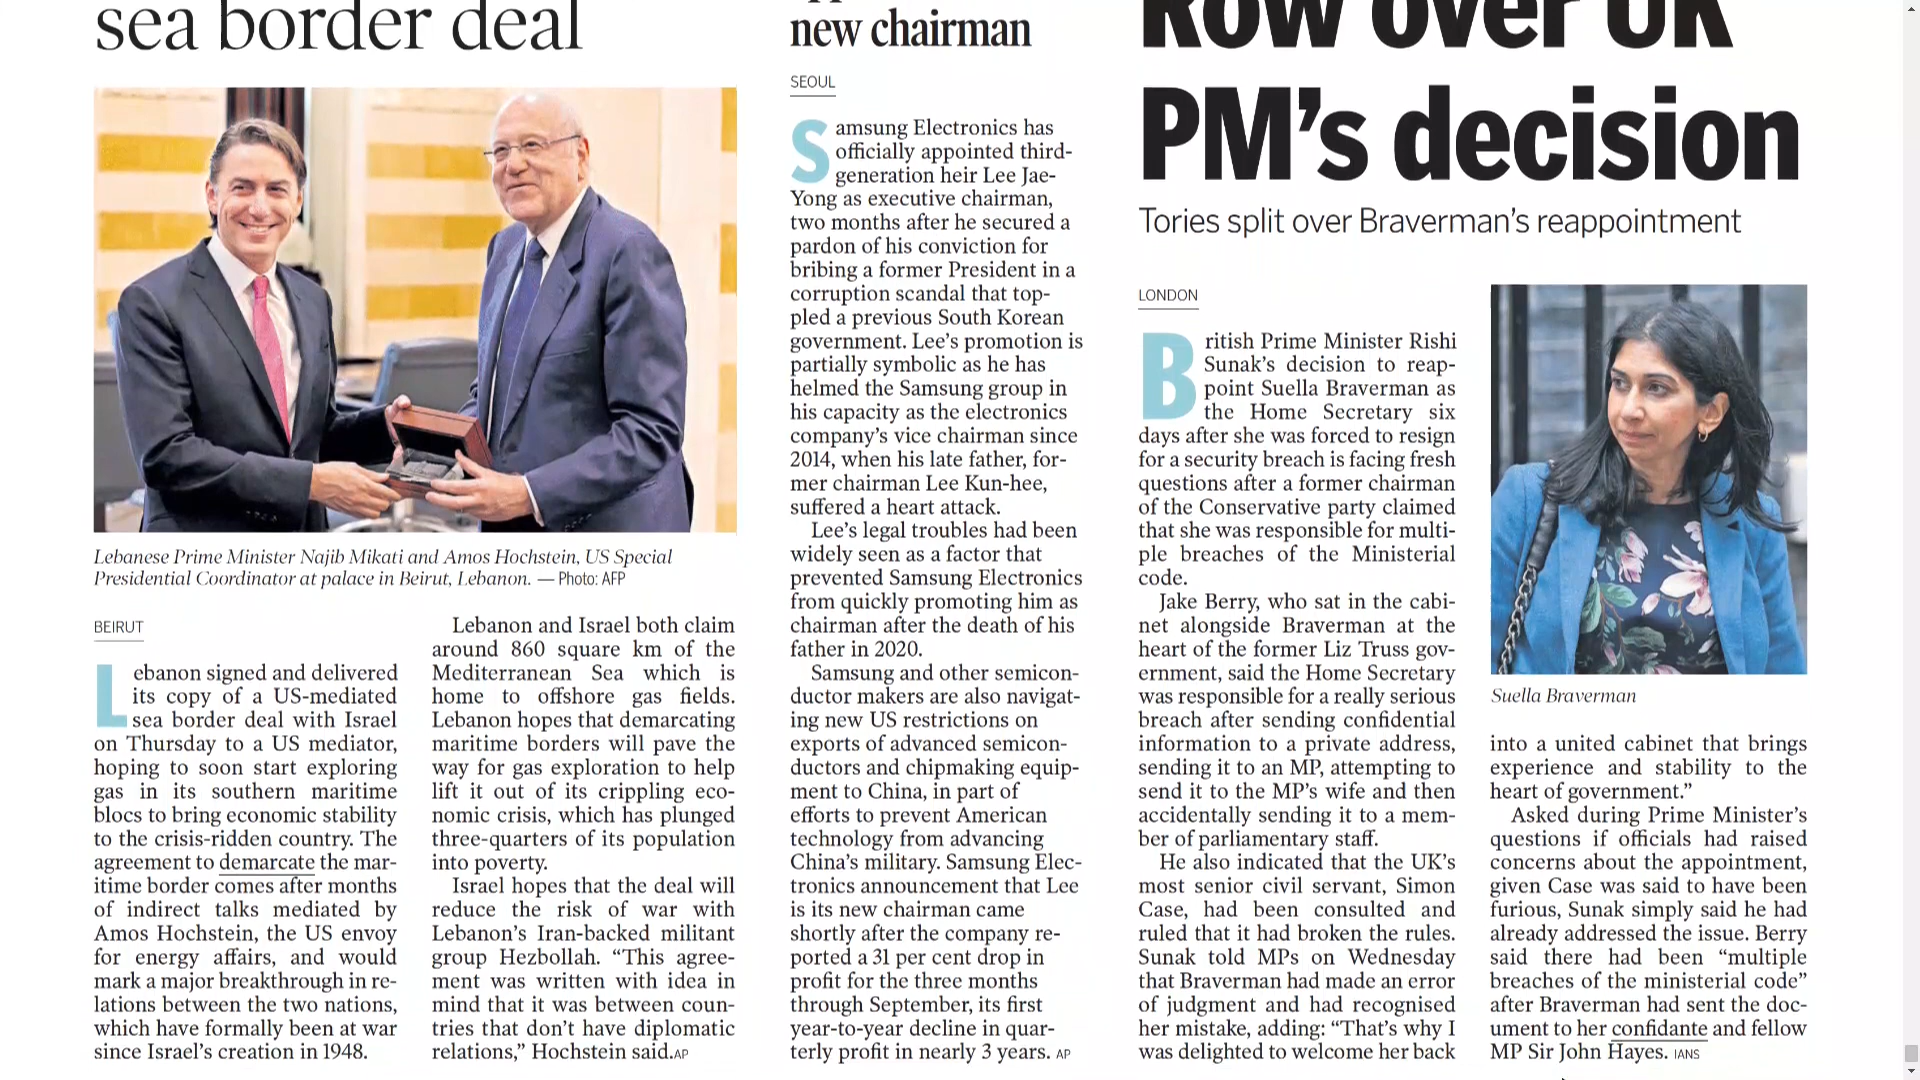 sea border deal
Lebanese Prime Minister Najib Mikati and Amos Hochstein, US Special
Presidential Coordinator at palace in Beirut, Lebanon. — Photo: AFP
BEIRUT
Lebanon signed and delivered
its copy of a US-mediated
sea border deal with Israel
on Thursday to a US mediator,
hoping to soon start exploring
gas in its southern maritime
blocs to bring economic stability
to the crisis-ridden country. The
agreement to demarcate the mar-
itime border comes after months
of indirect talks mediated by
Amos Hochstein, the US envoy
for energy affairs, and would
mark a major breakthrough in re-
lations between the two nations,
which have formally been at war
since Israel's creation in 1948.
Lebanon and Israel both claim
around 860 square km of the
Mediterranean Sea which is
home to offshore gas fields.
Lebanon hopes that demarcating
maritime borders will pave the
way for gas exploration to help
lift it out of its crippling eco-
nomic crisis, which has plunged
three-quarters of its population
into poverty.
Israel hopes that the deal will
reduce the risk of war with
Lebanon's Iran-backed militant
group Hezbollah. “This agree-
ment was written with idea in
mind that it was between coun-
tries that don't have diplomatic
relations,” Hochstein said.AP
new chairman
SEOUL
Samsung Electronics has
officially appointed third-
generation heir Lee Jae-
Yong as executive chairman,
two months after he secured a
pardon of his conviction for
bribing a former President in a
corruption scandal that top-
pled a previous South Korean
government. Lee's promotion is
partially symbolic as he has
helmed the Samsung group in
his capacity as the electronics
company's vice chairman since
2014, when his late father, for-
mer chairman Lee Kun-hee,
suffered a heart attack.
Lee's legal troubles had been
widely seen as a factor that
prevented Samsung Electronics
from quickly promoting him as
chairman after the death of his
father in 2020.
Samsung and other semicon-
ductor makers are also navigat-
ing new US restrictions on
exports of advanced semicon-
ductors and chipmaking equip-
ment to China, in part of
efforts to prevent American
technology from advancing
China's military. Samsung Elec-
tronics announcement that Lee
is its new chairman came
shortly after the company re-
ported a 31 per cent drop in
profit for the three months
through September, its first
year-to-year decline in quar-
terly profit in nearly 3 years. AP
Row over UK
PM's decision
Tories split over Braverman's reappointment
LONDON
British Prime Minister Rishi
Sunak's decision to reap-
point Suella Braverman as
the Home Secretary six
days after she was forced to resign
for a security breach is facing fresh
questions after a former chairman
of the Conservative party claimed
that she was responsible for multi-
ple breaches of the Ministerial
code.
Jake Berry, who sat in the cabi-
net alongside Braverman at the
heart of the former Liz Truss gov-
ernment, said the Home Secretary
was responsible for a really serious
breach after sending confidential
information to a private address,
sending it to an MP, attempting to
send it to the MP's wife and then
accidentally sending it to a mem-
ber of parliamentary staff.
He also indicated that the UK's
most senior civil servant, Simon
Case, had been consulted and
ruled that it had broken the rules.
Sunak told MPs on Wednesday
that Braverman had made an error
of judgment and had recognised
her mistake, adding: “That's why I
was delighted to welcome her back
Suella Braverman
into a united cabinet that brings
experience and stability to the
heart of government.”
Asked during Prime Minister's
questions if officials had raised
concerns about the appointment,
given Case was said to have been
furious, Sunak simply said he had
already addressed the issue. Berry
said there had been “multiple
breaches of the ministerial code”
after Braverman had sent the doc-
ument to her confidante and fellow
MP Sir John Hayes. IANS